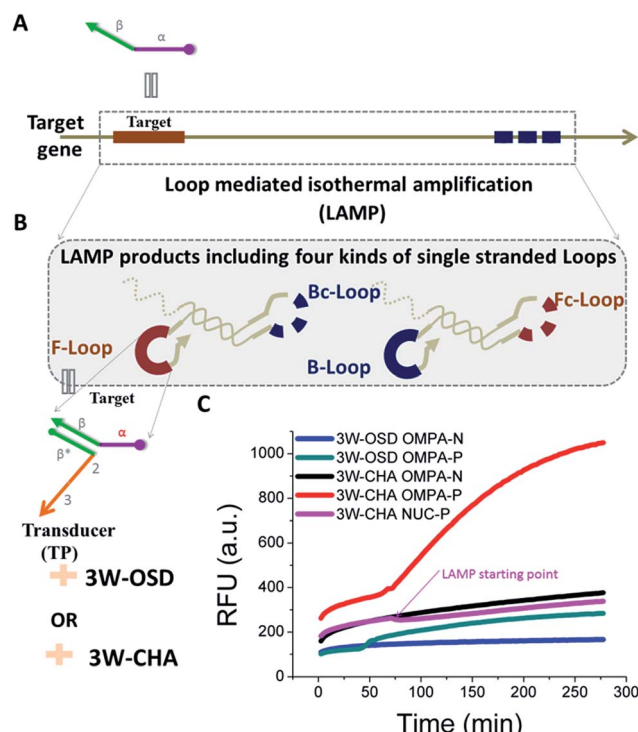 A
β
α
Target
Target
gene
Loop mediated isothermal amplification
(LAMP)
B
LAMP products including four kinds of single stranded Loops
Bc-Loop
Fc-Loop
F-Loop
B-Loop
Target
β
α
β*
2
3
Transducer
(TP)
3W-OSD
OR
3W-CHA
C
3W-OSD OMPA-N
3W-OSD OMPA-P
3W-CHA OMPA-N
3W-CHA OMPA-P
3W-CHA NUC-P
LAMP starting point
RFU (a.u.)
1000
800
600
400
200
0
0 50 100 150 200 250 300
Time (min)